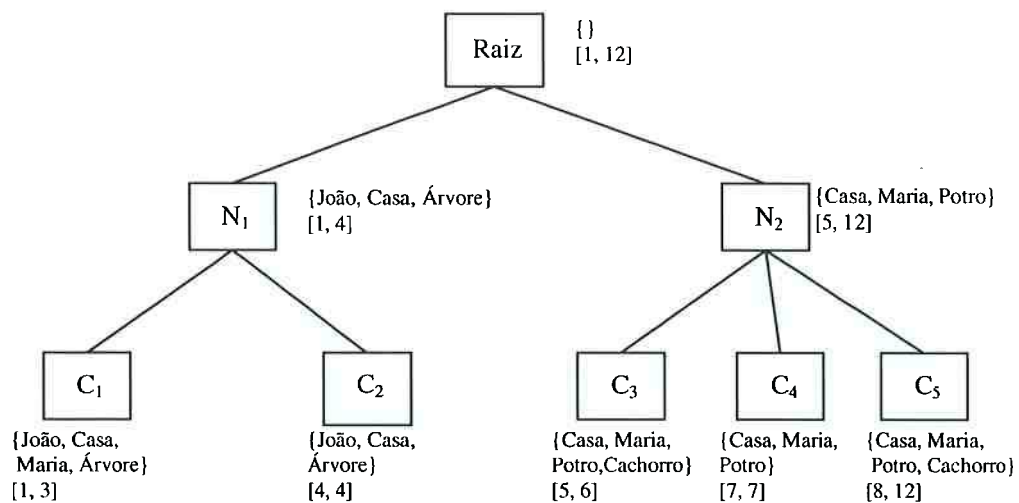 Raiz
{}
[1, 12]
N₁
{João, Casa, Árvore}
[1, 4]
N₂
{Casa, Maria, Potro}
[5, 12]
C₁
{João, Casa,
Maria, Árvore}
[1, 3]
C₂
{João, Casa,
Árvore}
[4, 4]
C₃
{Casa, Maria,
Potro,Cachorro}
[5, 6]
C₄
{Casa, Maria,
Potro}
[7, 7]
C₅
{Casa, Maria,
Potro, Cachorro}
[8, 12]